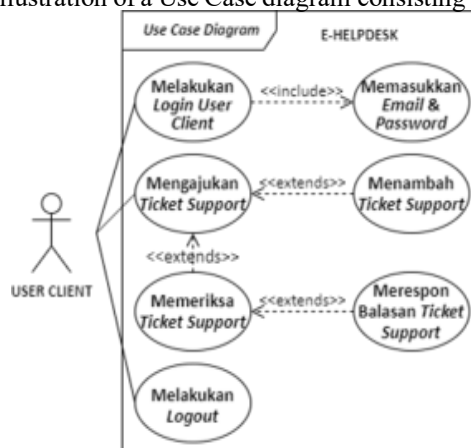 llustration of a Use Case diagram consisting
Use Case Diagram
E-HELPDESK
Melakukan
Login User
Client
<<include>>
Memasukkan
Email &
Password
Mengajukan
Ticket Support
<<extends>>
Menambah
Ticket Support
<<extends>>
USER CLIENT
Memeriksa
Ticket Support
<<extends>>
Merespon
Balasan Ticket
Support
Melakukan
Logout